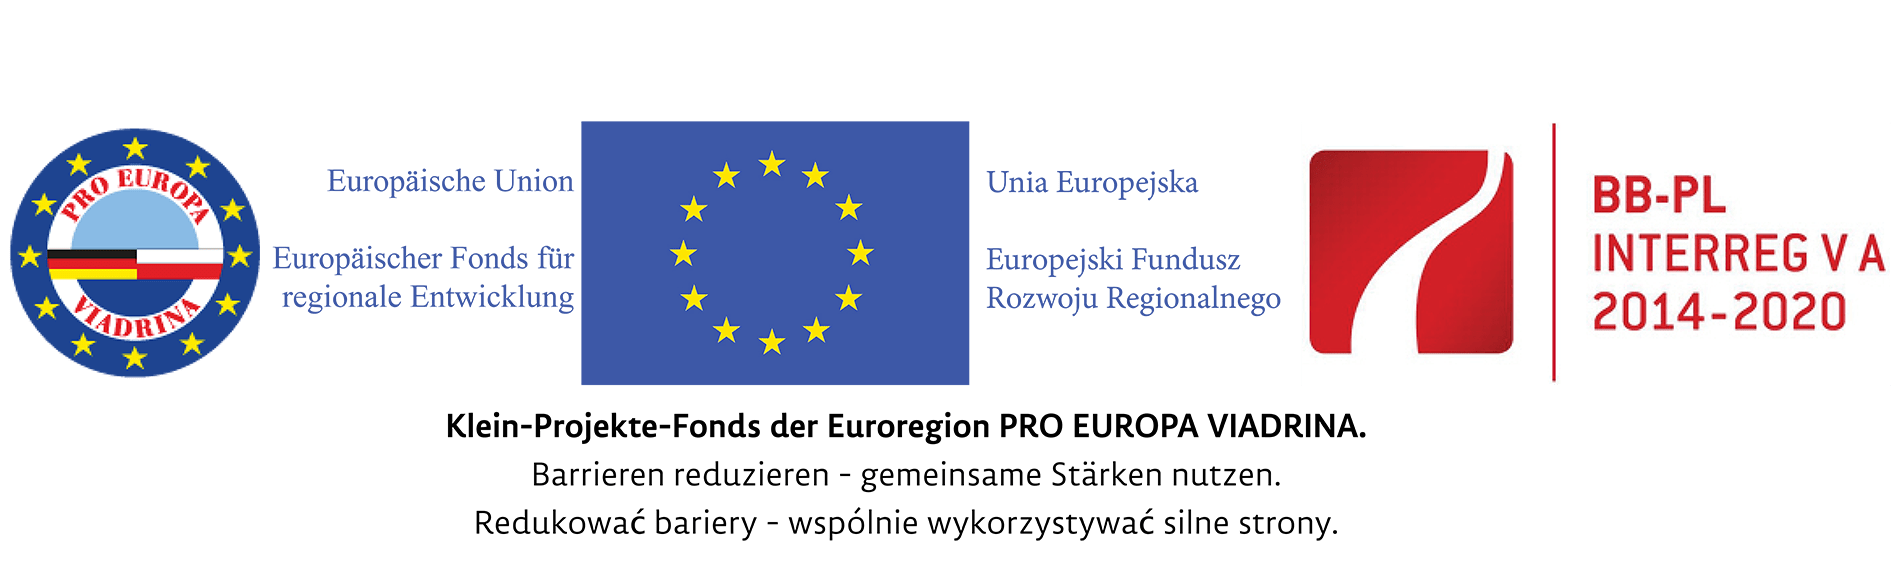 PRO EUROPA
VIADRINA
Europäische Union
Europäischer Fonds für
regionale Entwicklung
Unia Europejska
Europejski Fundusz
Rozwoju Regionalnego
BB-PL
INTERREG V A
2014-2020
Klein-Projekte-Fonds der Euroregion PRO EUROPA VIADRINA.
Barrieren reduzieren - gemeinsame Stärken nutzen.
Redukować bariery - wspólnie wykorzystywać silne strony.